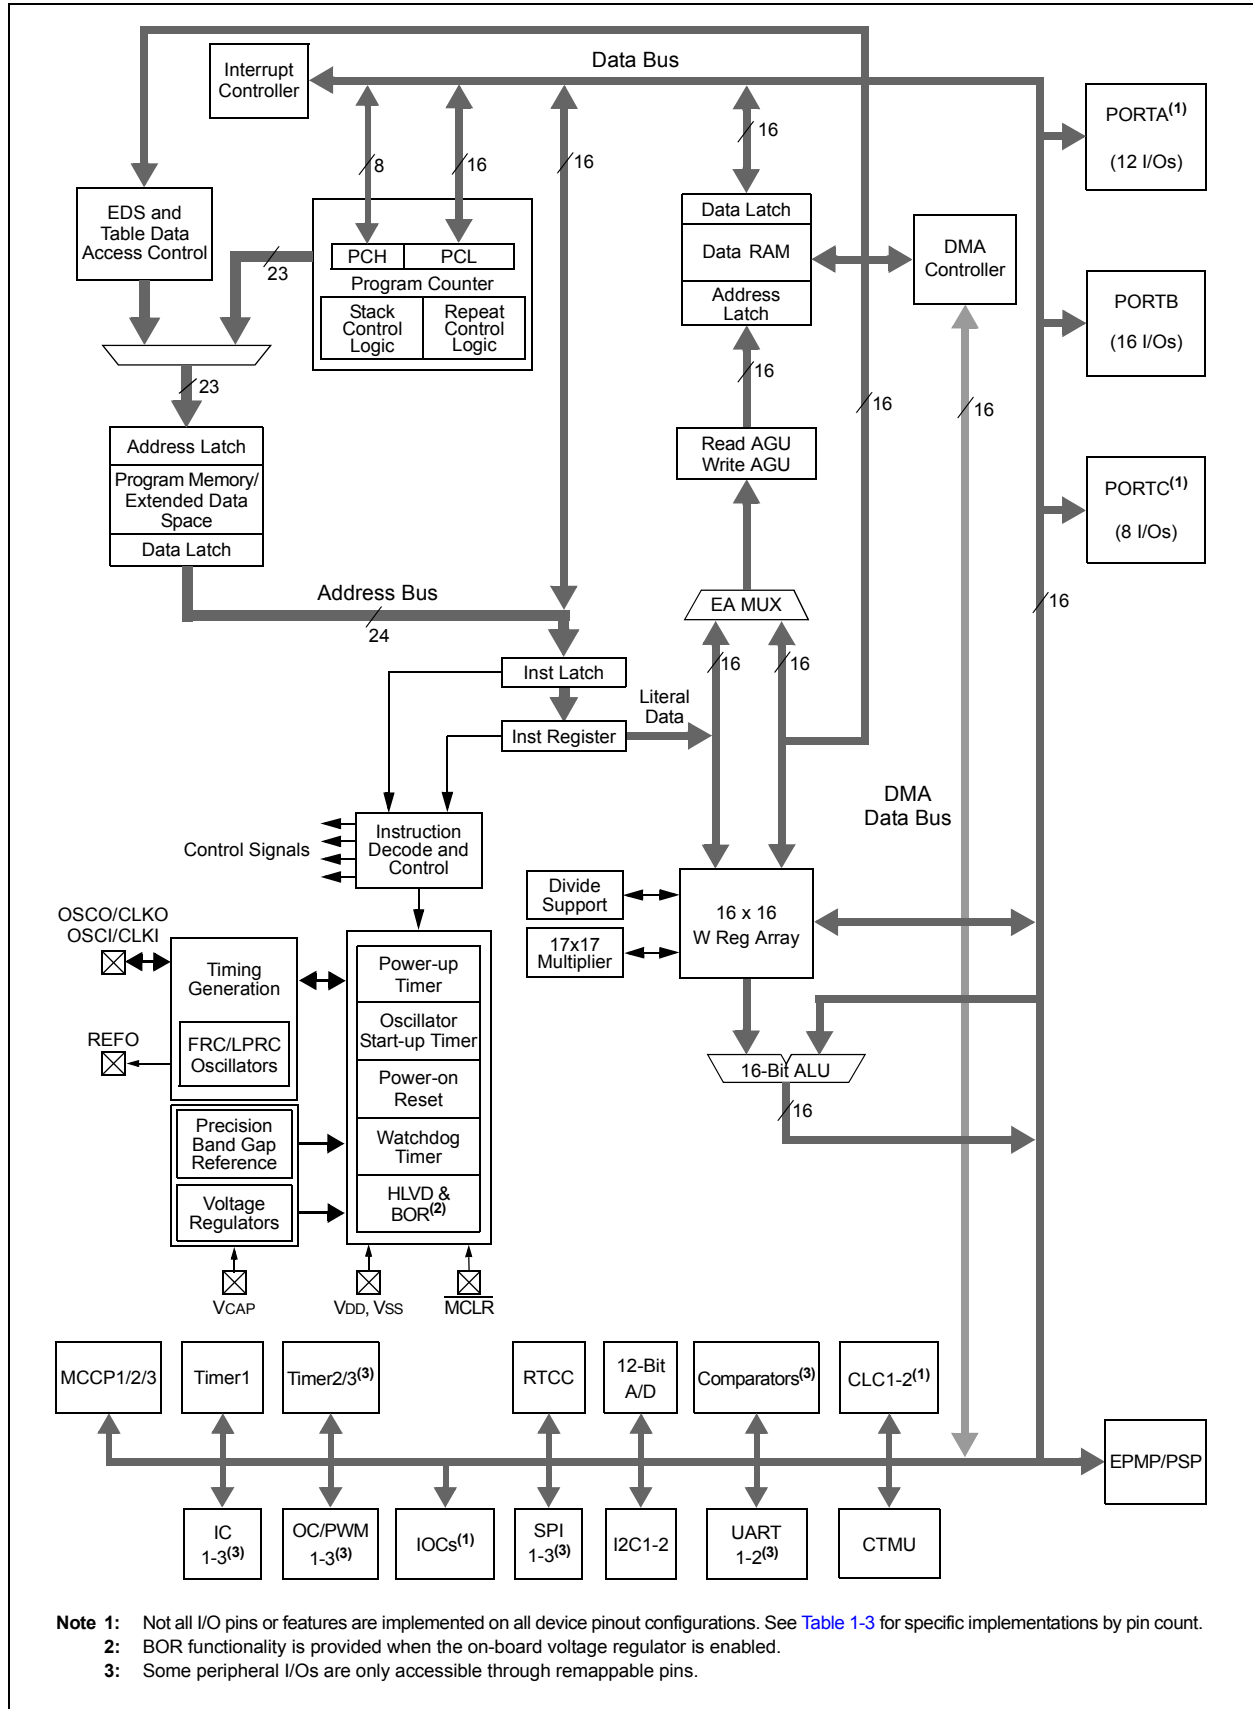 Data Bus
Interrupt
Controller
PORTA(1)
(12 I/Os)
16
8
16
16
EDS and
Table Data
Access Control
Data Latch
Data RAM
Address
Latch
DMA
Controller
23
PCH
PCL
Program Counter
Stack
Control
Logic
Repeat
Control
Logic
PORTB
(16 I/Os)
23
16
16
16
Address Latch
Program Memory/
Extended Data
Space
Data Latch
Read AGU
Write AGU
PORTC(1)
(8 I/Os)
Address Bus
24
EA MUX
16
Inst Latch
16
16
Literal
Data
Inst Register
DMA
Data Bus
Control Signals
Instruction
Decode and
Control
Divide
Support
16 x 16
W Reg Array
17x17
Multiplier
OSCO/CLKO
OSCI/CLKI
Timing
Generation
Power-up
Timer
REFO
FRC/LPRC
Oscillators
Oscillator
Start-up Timer
16-Bit ALU
Power-on
Reset
16
Precision
Band Gap
Reference
Watchdog
Timer
Voltage
Regulators
HLVD &
BOR(2)
VCAP
VDD, VSS
MCLR
MCCP1/2/3
Timer1
Timer2/3(3)
RTCC
12-Bit
A/D
Comparators(3)
CLC1-2(1)
EPMP/PSP
IC
1-3(3)
OC/PWM
1-3(3)
IOCs(1)
SPI
1-3(3)
I2C1-2
UART
1-2(3)
CTMU
Note 1: Not all I/O pins or features are implemented on all device pinout configurations. See Table 1-3 for specific implementations by pin count.
2: BOR functionality is provided when the on-board voltage regulator is enabled.
3: Some peripheral I/Os are only accessible through remappable pins.